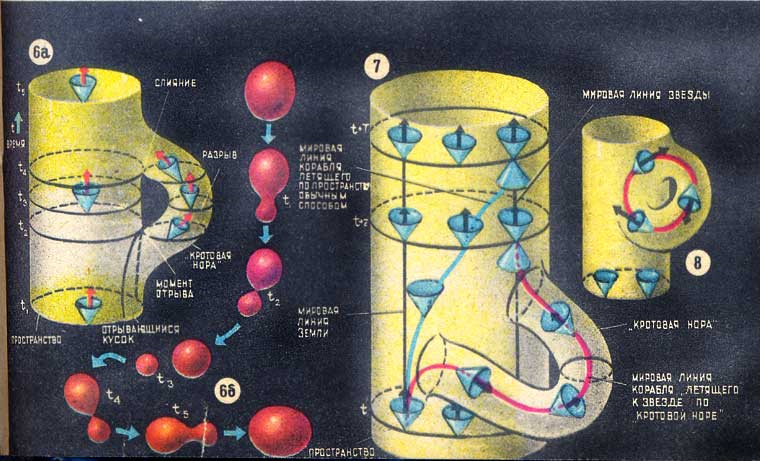 6а
7
СЛИЯНИЕ
t₅
t
ВРЕМЯ
РАЗРЫВ
t₄
t₃
t₂
t₁
„КРОТОВАЯ
НОРА"
МОМЕНТ
ОТРЫВА
ОТРЫВАЮЩИИСЯ
КУСОК
ПРОСТРАНСТВО
t₁
t₂
t₃
t₄
t₅
6б
МИРОВАЯ
ЛИНИЯ
КОРАБЛЯ
ЛЕТЯЩЕГО
ПО ПРОСТРАНСТВУ
ОБЫЧНЫМ
СПОСОБОМ
t+T
t+τ
t
МИРОВАЯ
ЛИНИЯ
ЗЕМЛИ
ПРОСТРАНСТВО
МИРОВАЯ ЛИНИЯ ЗВЕЗДЫ
8
„КРОТОВАЯ НОРА"
МИРОВАЯ ЛИНИЯ
КОРАБЛЯ „ЛЕТЯЩЕГО
К ЗВЕЗДЕ ПО
„КРОТОВОЙ НОРЕ"